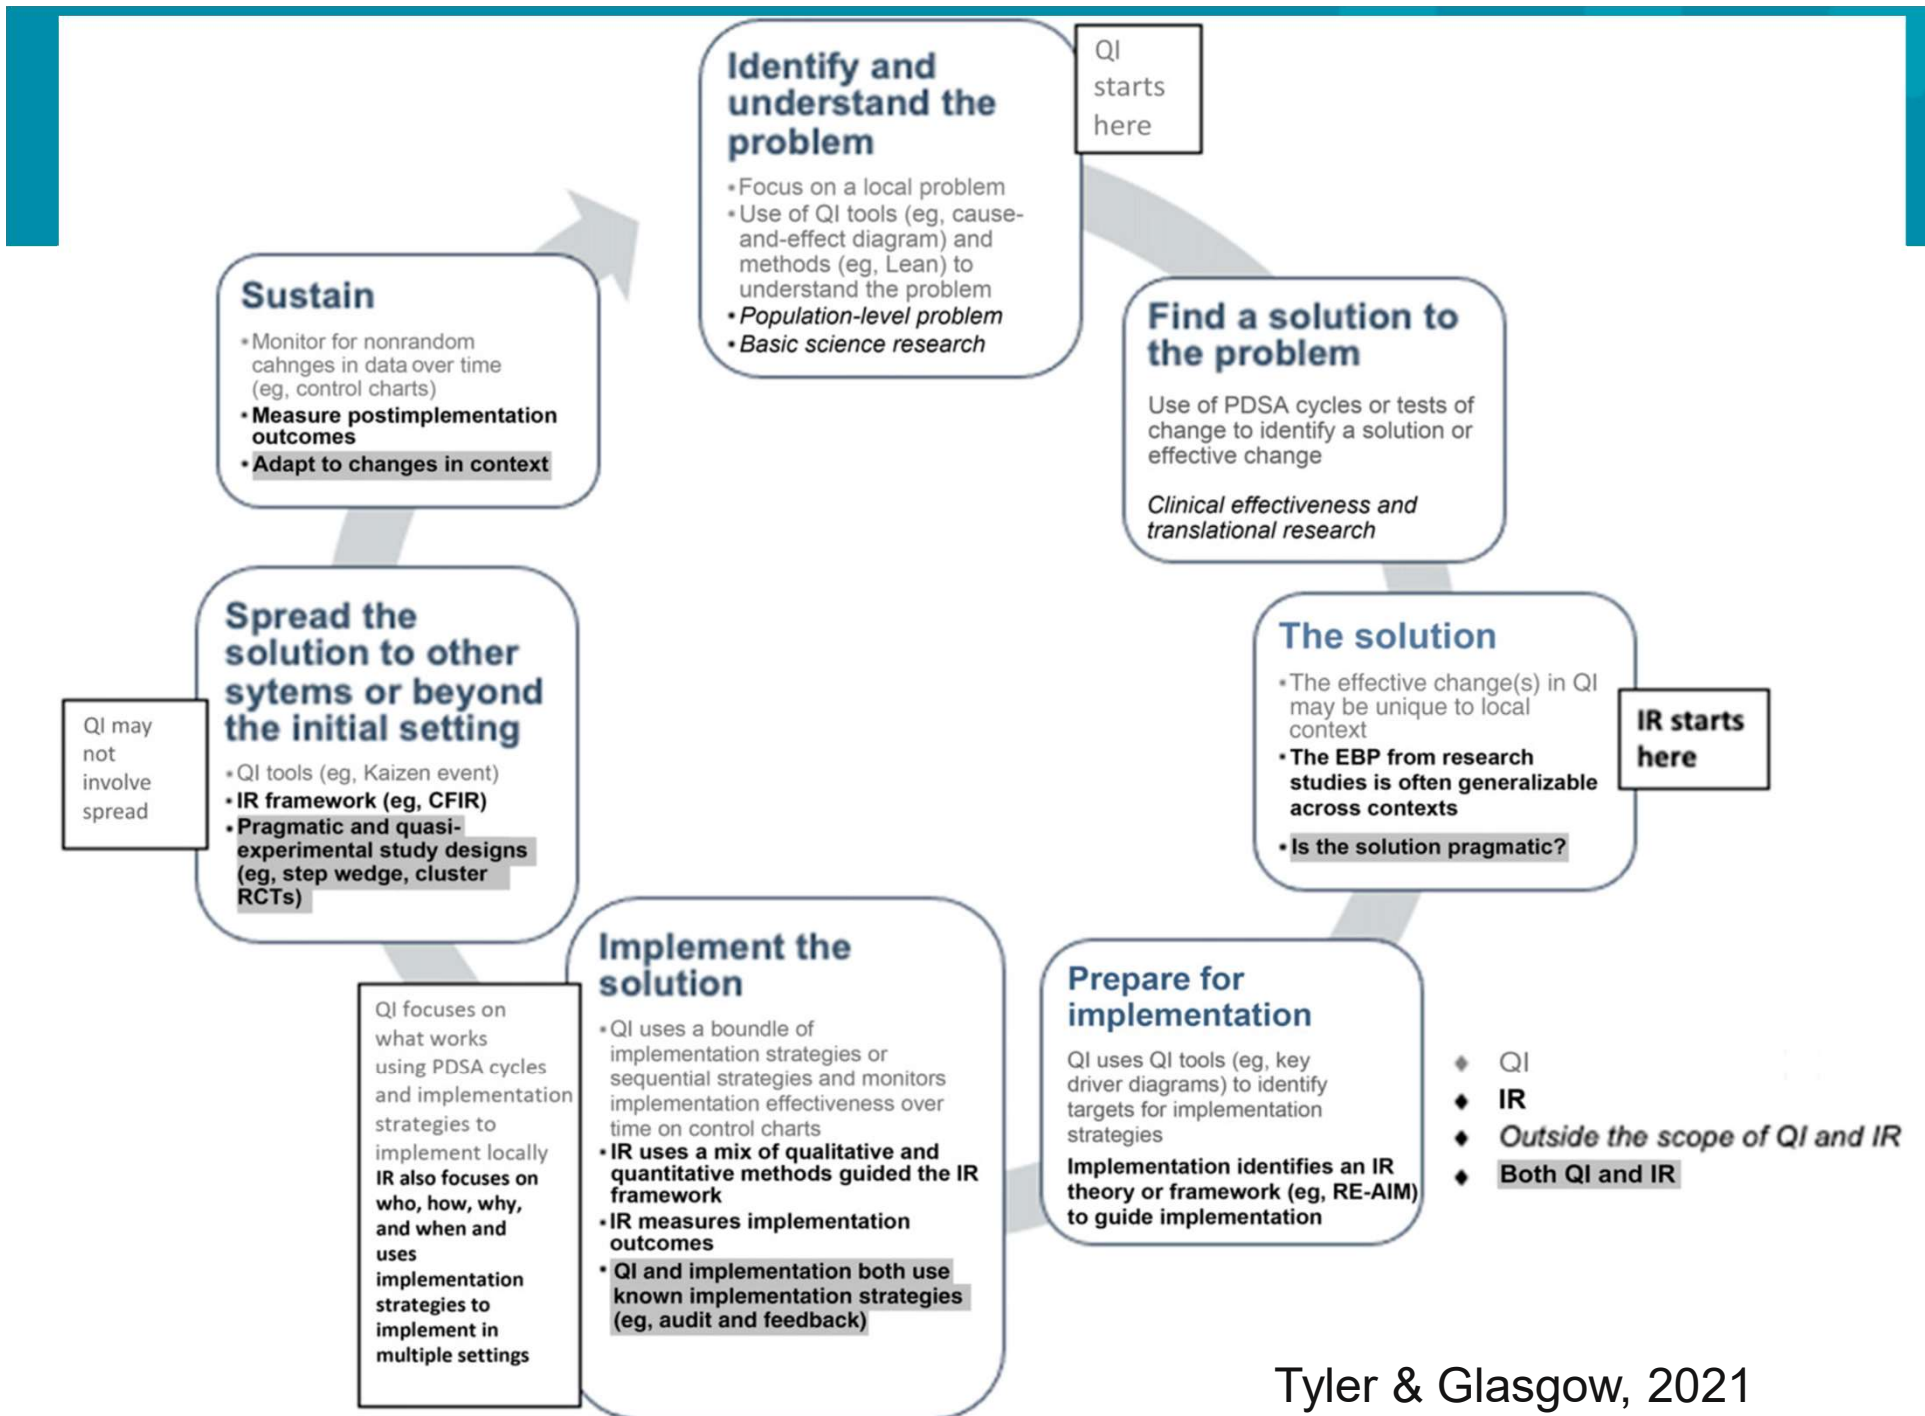 Identify and
understand the
problem
• Focus on a local problem
• Use of QI tools (eg, cause-
and-effect diagram) and
methods (eg, Lean) to
understand the problem
• Population-level problem
• Basic science research
QI
starts
here
Find a solution to
the problem
Use of PDSA cycles or tests of
change to identify a solution or
effective change
Clinical effectiveness and
translational research
The solution
• The effective change(s) in QI
may be unique to local
context
• The EBP from research
studies is often generalizable
across contexts
• Is the solution pragmatic?
IR starts
here
Prepare for
implementation
QI uses QI tools (eg, key
driver diagrams) to identify
targets for implementation
strategies
Implementation identifies an IR
theory or framework (eg, RE-AIM)
to guide implementation
Implement the
solution
• QI uses a boundle of
implementation strategies or
sequential strategies and monitors
implementation effectiveness over
time on control charts
• IR uses a mix of qualitative and
quantitative methods guided the IR
framework
• IR measures implementation
outcomes
• QI and implementation both use
known implementation strategies
(eg, audit and feedback)
QI focuses on
what works
using PDSA cycles
and implementation
strategies to
implement locally
IR also focuses on
who, how, why,
and when and
uses
implementation
strategies to
implement in
multiple settings
Spread the
solution to other
sytems or beyond
the initial setting
• QI tools (eg, Kaizen event)
• IR framework (eg, CFIR)
• Pragmatic and quasi-
experimental study designs
(eg, step wedge, cluster
RCTs)
QI may
not
involve
spread
Sustain
• Monitor for nonrandom
cahnges in data over time
(eg, control charts)
• Measure postimplementation
outcomes
• Adapt to changes in context
♦ QI
♦ IR
♦ Outside the scope of QI and IR
♦ Both QI and IR
Tyler & Glasgow, 2021